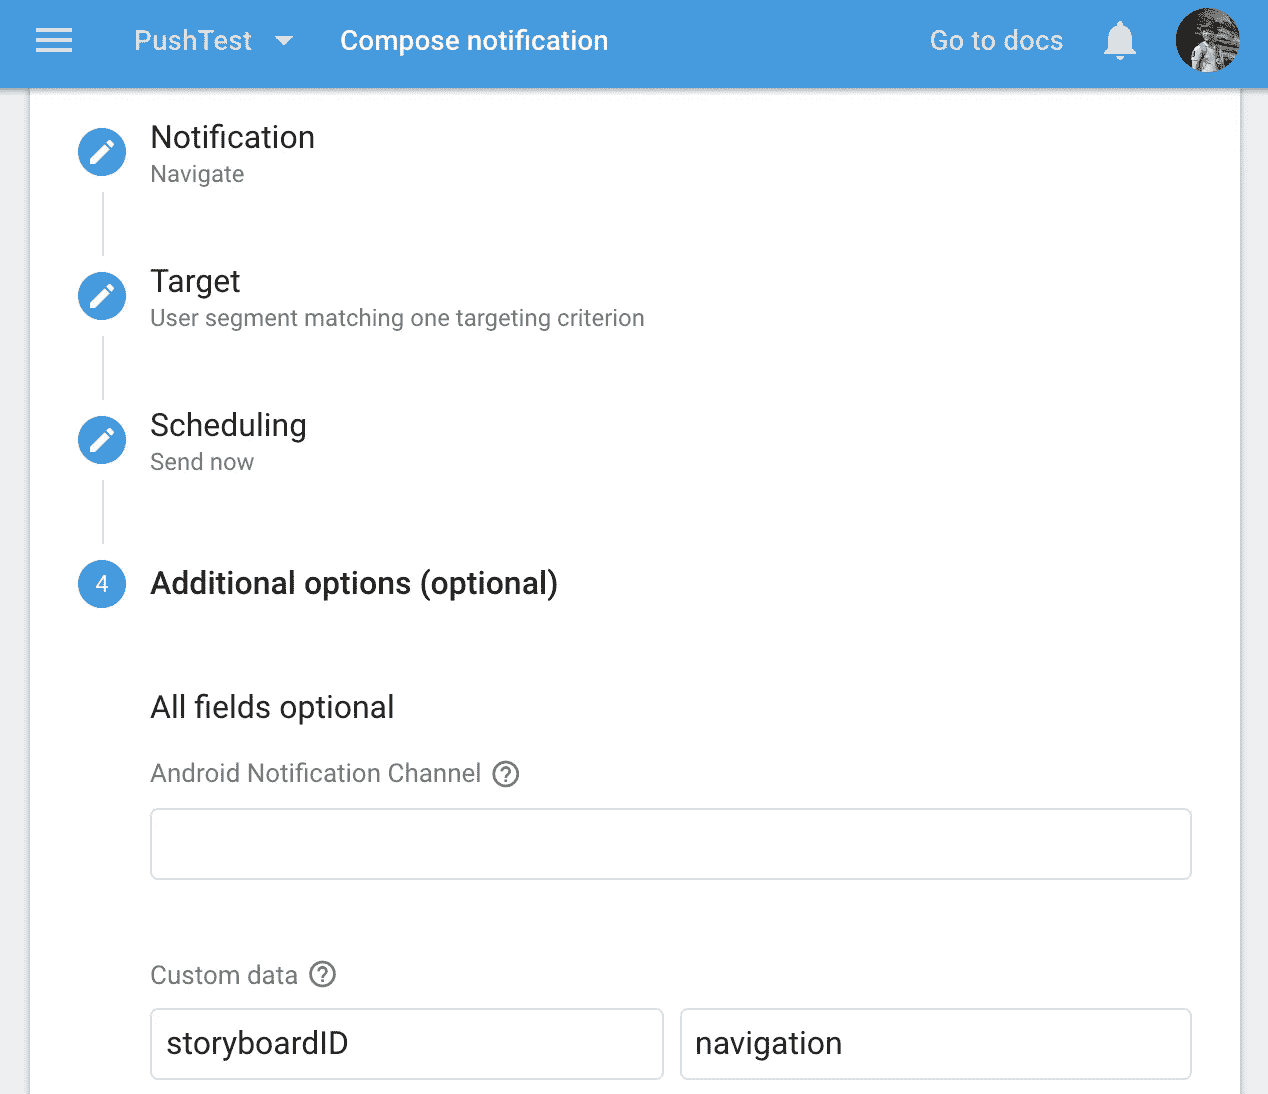 PushTest Compose notification Go to docs
Notification
Navigate
Target
User segment matching one targeting criterion
Scheduling
Send now
4 Additional options (optional)
All fields optional
Android Notification Channel ?
Custom data ?
storyboardID navigation